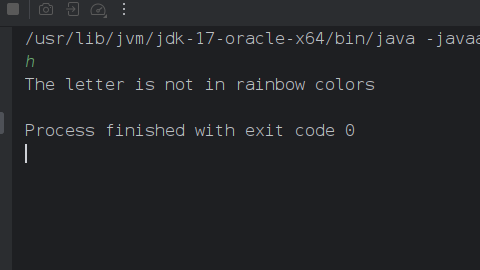 /usr/lib/jvm/jdk-17-oracle-x64/bin/java -javaa
h
The letter is not in rainbow colors
Process finished with exit code 0